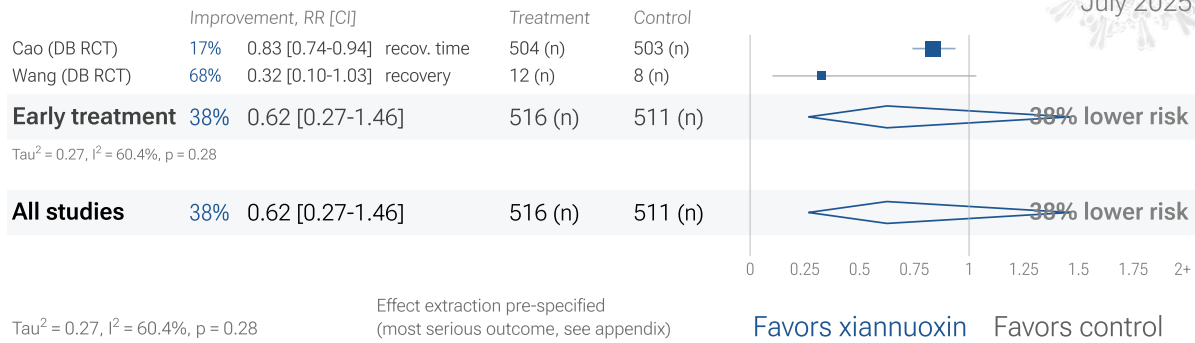 July 2025
Improvement, RR [CI] Treatment Control
Cao (DB RCT) 17% 0.83 [0.74-0.94] recov. time 504 (n) 503 (n)
Wang (DB RCT) 68% 0.32 [0.10-1.03] recovery 12 (n) 8 (n)
Early treatment 38% 0.62 [0.27-1.46] 516 (n) 511 (n) 38% lower risk
Tau² = 0.27, I² = 60.4%, p = 0.28
All studies 38% 0.62 [0.27-1.46] 516 (n) 511 (n) 38% lower risk
0 0.25 0.5 0.75 1 1.25 1.5 1.75 2+
Effect extraction pre-specified
Tau² = 0.27, I² = 60.4%, p = 0.28 (most serious outcome, see appendix) Favors xiannuoxin Favors control